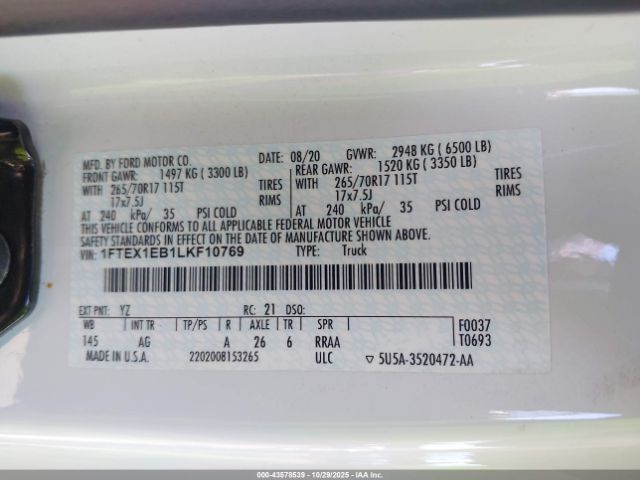 MFD. BY FORD MOTOR CO. DATE: 08/20 GVWR: 2948 KG ( 6500 LB)
FRONT GAWR: 1497 KG ( 3300 LB) REAR GAWR: 1520 KG ( 3350 LB)
WITH 265/70R17 115T TIRES WITH 265/70R17 115T TIRES
17x7.5J RIMS 17x7.5J RIMS
AT 240 kPa/ 35 PSI COLD AT 240 kPa/ 35 PSI COLD
THIS VEHICLE CONFORMS TO ALL APPLICABLE FEDERAL MOTOR VEHICLE
SAFETY STANDARDS IN EFFECT ON THE DATE OF MANUFACTURE SHOWN ABOVE.
VIN: 1FTEX1EB1LKF10769 TYPE: Truck
EXT PNT: YZ RC: 21 DSO:
WB INT TR TP/PS R AXLE TR SPR F0037
145 AG A 26 6 RRAA T0693
MADE IN U.S.A. 2202008153265 ULC ▽ 5U5A-3520472-AA
000-43578539 | 10/29/2025 | IAA Inc.